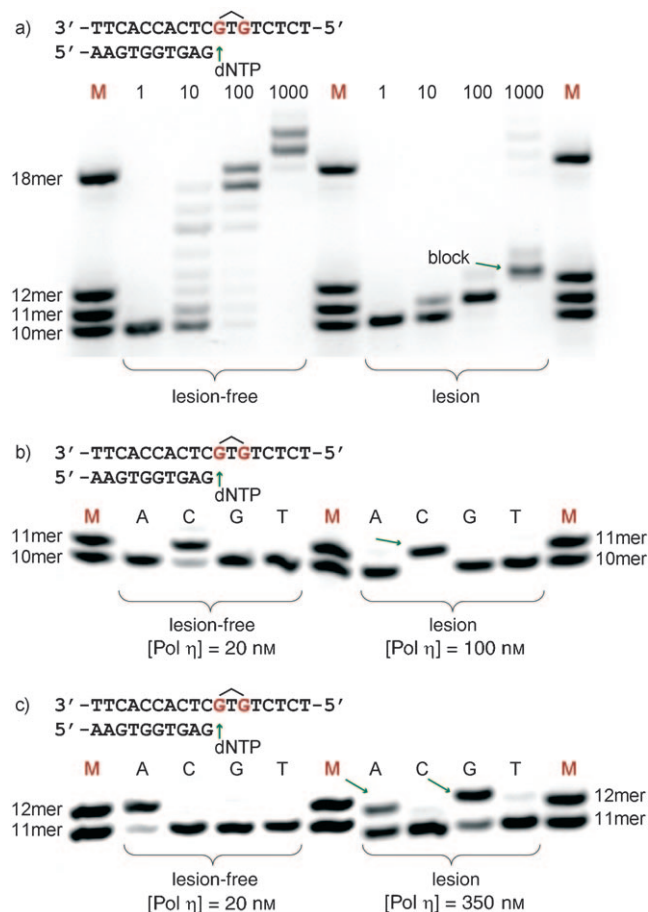 a) 3'-TTCACCACTCGTGTCTCT-5'
5'-AAGTGGTGAG
dNTP
M 1 10 100 1000 M 1 10 100 1000 M
18mer
block
12mer
11mer
10mer
lesion-free lesion
b) 3'-TTCACCACTCGTGTCTCT-5'
5'-AAGTGGTGAG
dNTP
M A C G T M A C G T M
11mer 11mer
10mer 10mer
lesion-free lesion
[Pol η] = 20 nM [Pol η] = 100 nM
c) 3'-TTCACCACTCGTGTCTCT-5'
5'-AAGTGGTGAG
dNTP
M A C G T M A C G T M
12mer 12mer
11mer 11mer
lesion-free lesion
[Pol η] = 20 nM [Pol η] = 350 nM